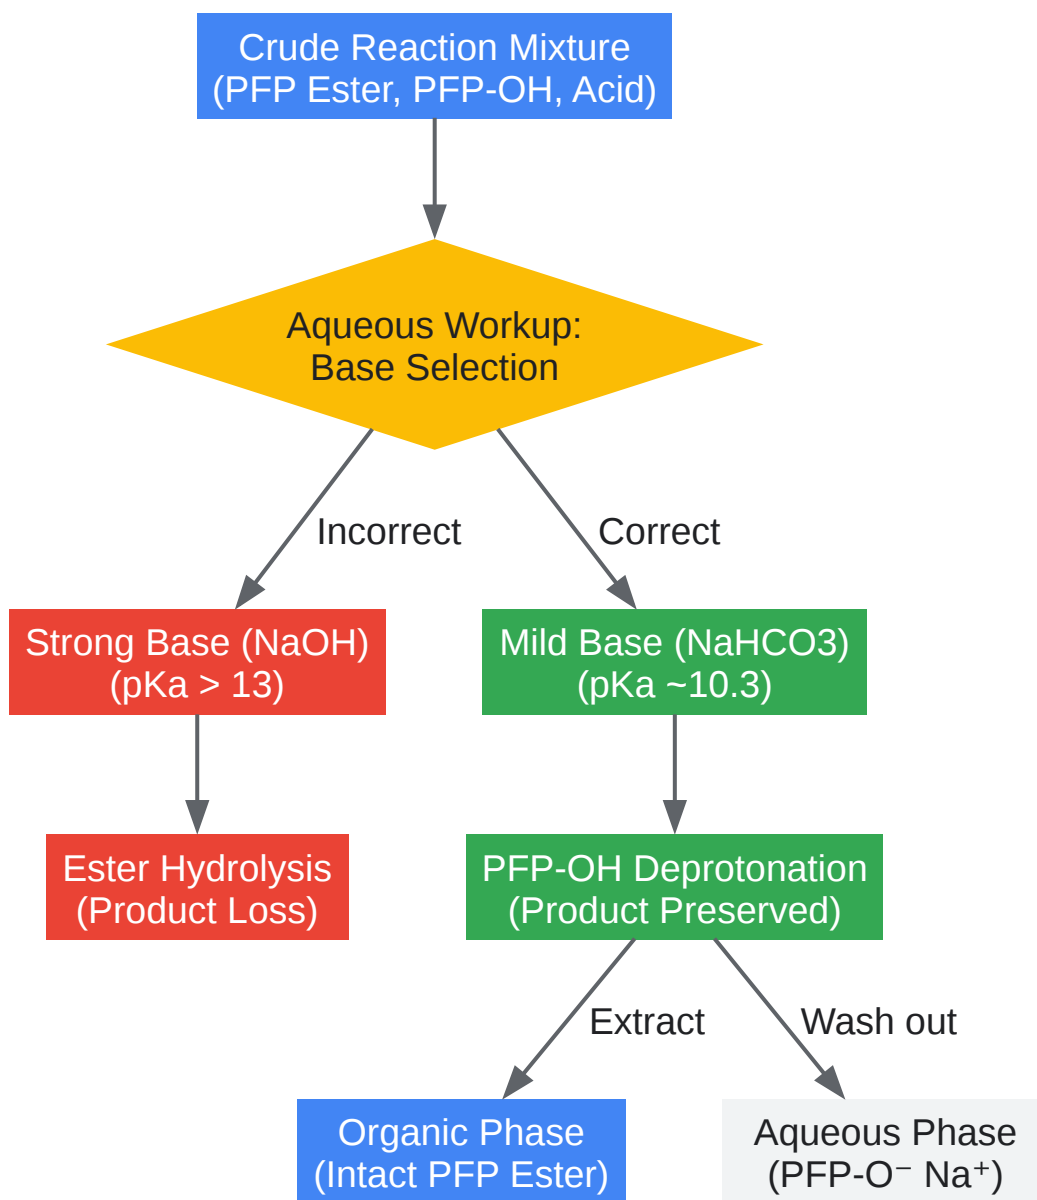 Crude Reaction Mixture
(PFP Ester, PFP-OH, Acid)
Aqueous Workup:
Base Selection
Incorrect
Correct
Strong Base (NaOH)
(pKa > 13)
Mild Base (NaHCO3)
(pKa ~10.3)
Ester Hydrolysis
(Product Loss)
PFP-OH Deprotonation
(Product Preserved)
Extract
Wash out
Organic Phase
(Intact PFP Ester)
Aqueous Phase
(PFP-O⁻ Na⁺)